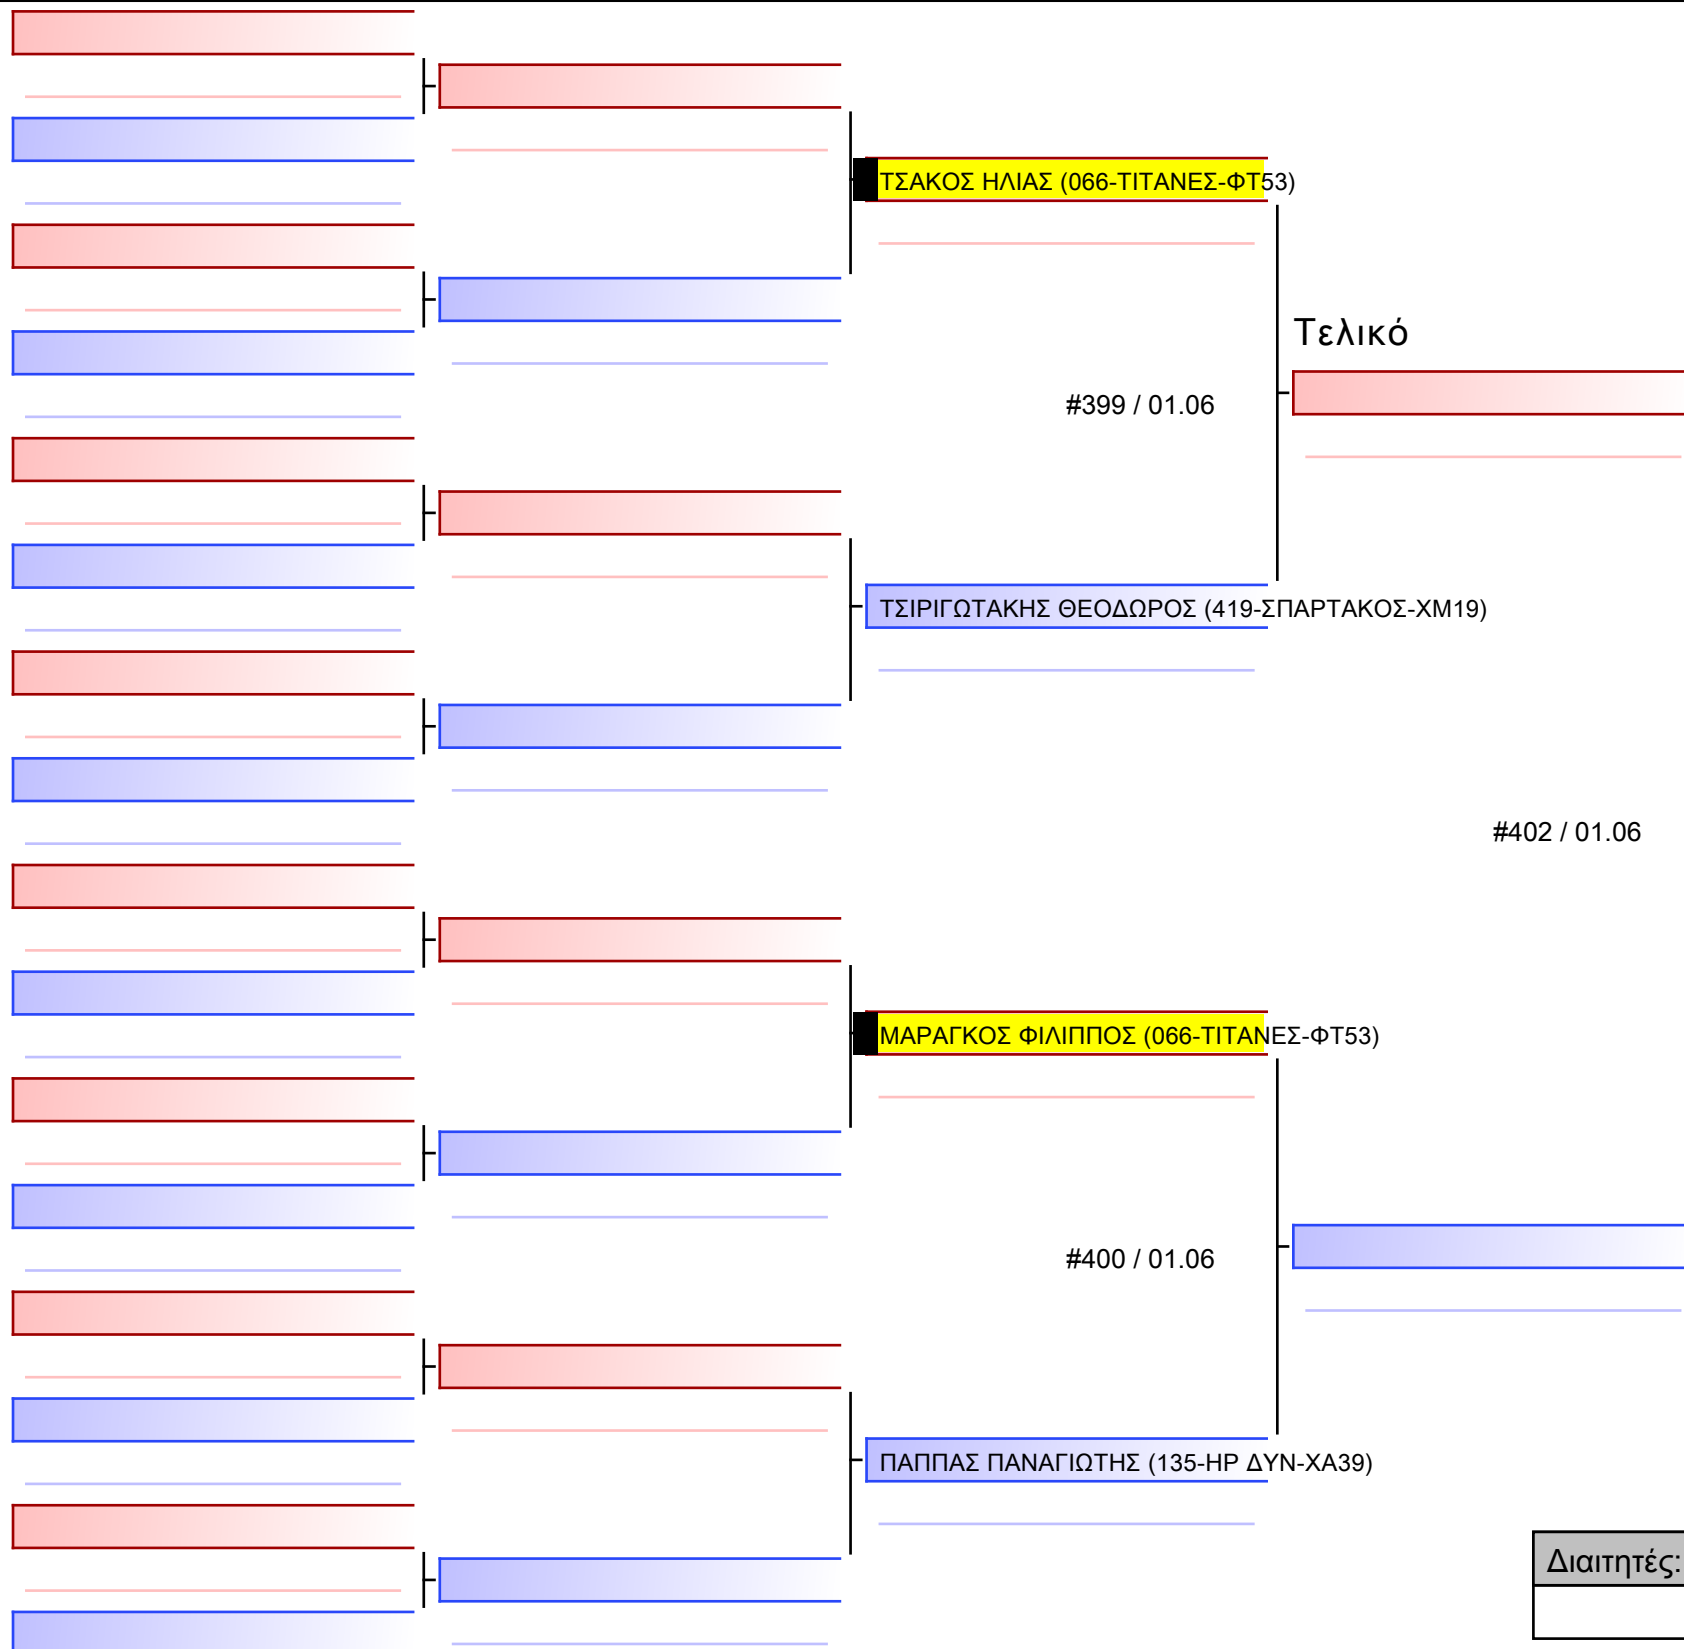 ΤΣΑΚΟΣ ΗΛΙΑΣ (066-ΤΙΤΑΝΕΣ-ΦΤ53)
Τελικό
#399 / 01.06
ΤΣΙΡΙΓΩΤΑΚΗΣ ΘΕΟΔΩΡΟΣ (419-ΣΠΑΡΤΑΚΟΣ-ΧΜ19)
#402 / 01.06
ΜΑΡΑΓΚΟΣ ΦΙΛΙΠΠΟΣ (066-ΤΙΤΑΝΕΣ-ΦΤ53)
#400 / 01.06
ΠΑΠΠΑΣ ΠΑΝΑΓΙΩΤΗΣ (135-ΗΡ ΔΥΝ-ΧΑ39)
Διαιτητές: